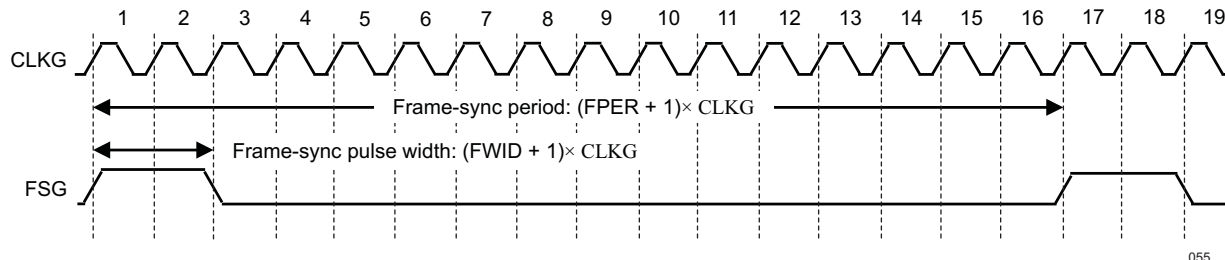 1 2 3 4 5 6 7 8 9 10 11 12 13 14 15 16 17 18 19
CLKG
Frame-sync period: (FPER + 1)× CLKG
Frame-sync pulse width: (FWID + 1)× CLKG
FSG
055